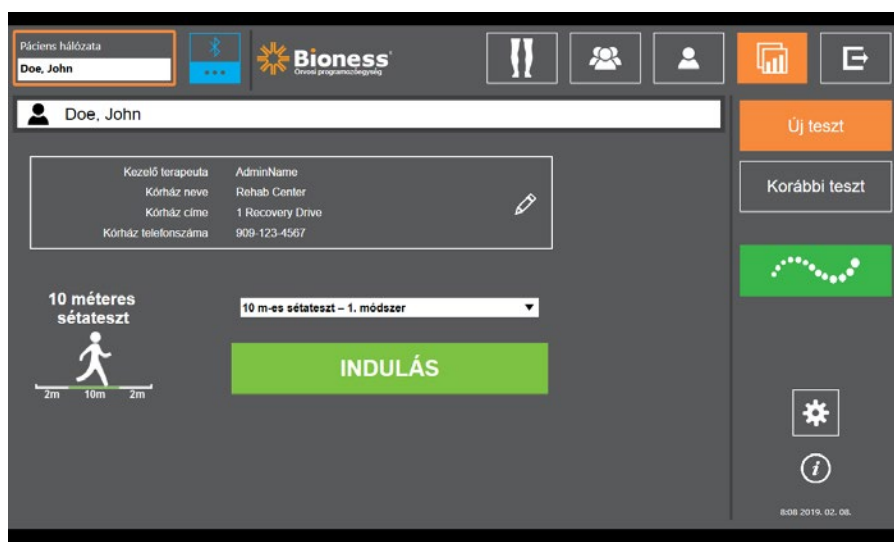 Páciens hálózata
Doe, John
Bioness
Orvosi programozóegység
Doe, John
Új teszt
Korábbi teszt
Kezelő terapeuta AdminName
Kórház neve Rehab Center
Kórház címe 1 Recovery Drive
Kórház telefonszáma 909-123-4567
10 méteres
sétateszt
10 m-es sétateszt – 1. módszer
INDULÁS
2m 10m 2m
i
8:08 2019. 02. 08.